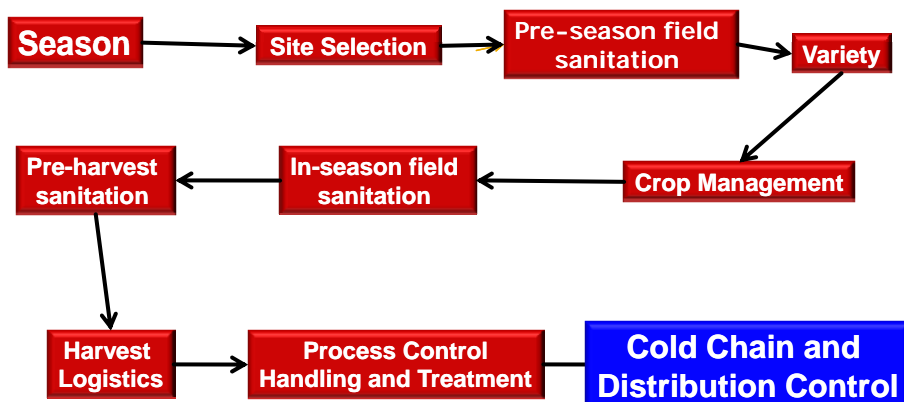 Season
Site Selection
Pre-season field
sanitation
Variety
Crop Management
In-season field
sanitation
Pre-harvest
sanitation
Harvest
Logistics
Process Control
Handling and Treatment
Cold Chain and
Distribution Control